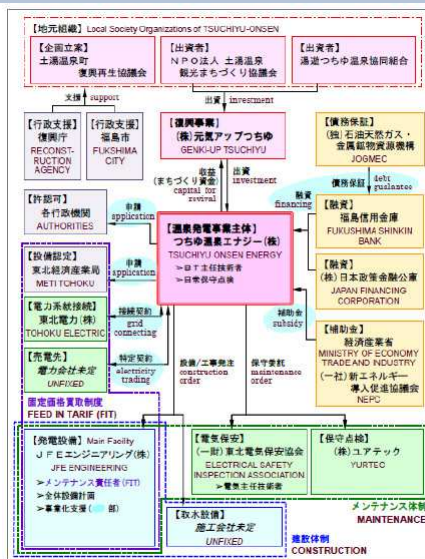 【地元組織】Local Society Organizations of TSUCHIYU-ONSEN
【企画立案】
土湯温泉町
復興再生協議会
【出資者】
NPO法人 土湯温泉
観光まちづくり協議会
【出資者】
湯遊つちゆ温泉協同組合
支援
support
出資
investment
【行政支援】
復興庁
RECONST-
RUCTION
AGENCY
【行政支援】
福島市
FUKSHIMA
CITY
【復興事業】
(株)元気アップつちゆ
GENKI-UP TSUCHIYU
【債務保証】
(独)石油天然ガス・
金属鉱物資源機構
JOGMEC
収益
(まちづくり資金)
capital for
revival
出資
investment
債務保証
debt
guarantee
融資
financing
【許認可】
各行政機関
AUTHORITIES
申請
application
【融資】
福島信用金庫
FUKUSHIMA SHINKIN
BANK
【温泉発電事業主体】
つちゆ温泉エナジー(株)
TSUCHIYU ONSEN ENERGY
➢BT主任技術者
➢日常保守点検
【設備認定】
東北経済産業局
METI TOHOKU
申請
application
【融資】
(株)日本政策金融公庫
JAPAN FINANCING
CORPORATION
【電力系統接続】
東北電力(株)
TOHOKU ELECTRIC
接続契約
grid
connecting
補助金
subsidy
【補助金】
経済産業省
MINISTRY OF ECONOMY
TRADE AND INDUSTRY
(一社)新エネルギー
導入促進協議会
NEPC
【売電先】
電力会社未定
UNFIXED
特定契約
electricity
trading
設備/工事発注
construction
order
保守委託
maintenance
order
固定価格買取制度
FEED IN TARIF (FIT)
【発電設備】Main Facility
JFEエンジニアリング(株)
JFE ENGINEERING
➢メンテナンス責任者(FIT)
➢全体設備計画
➢事業化支援( 部)
【電気保安】
(一財)東北電気保安協会
ELECTRICAL SAFETY
INSPECTION ASSOCIATION
➢電気主任技術者
【保守点検】
(株)ユアテック
YURTEC
【取水設備】
施工会社未定
UNFIXED
メンテナンス体制
MAINTENANCE
建設体制
CONSTRUCTION